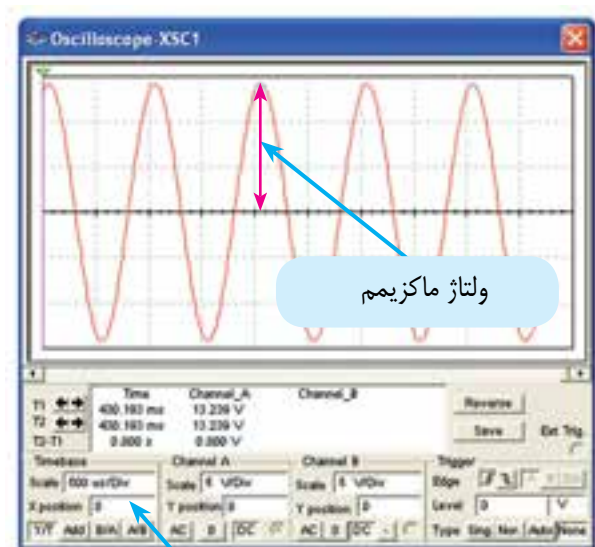 Oscilloscope-XSC1
ولتاژ ماکزیمم
Time Channel_A Channel_B
T1 400.193 ms 13.239 V
T2 400.193 ms 13.239 V
T2-T1 0.000 s 0.000 V
Reverse
Save
Ext Trig
Timebase
Scale 500 us/Div
X position 0
Y/T Add B/A A/B
Channel A
Scale 5 V/Div
Y position 0
AC 0 DC
Channel B
Scale 5 V/Div
Y position 0
AC 0 DC -
Trigger
Edge
Level 0 V
Type Sing. Nor. Auto None